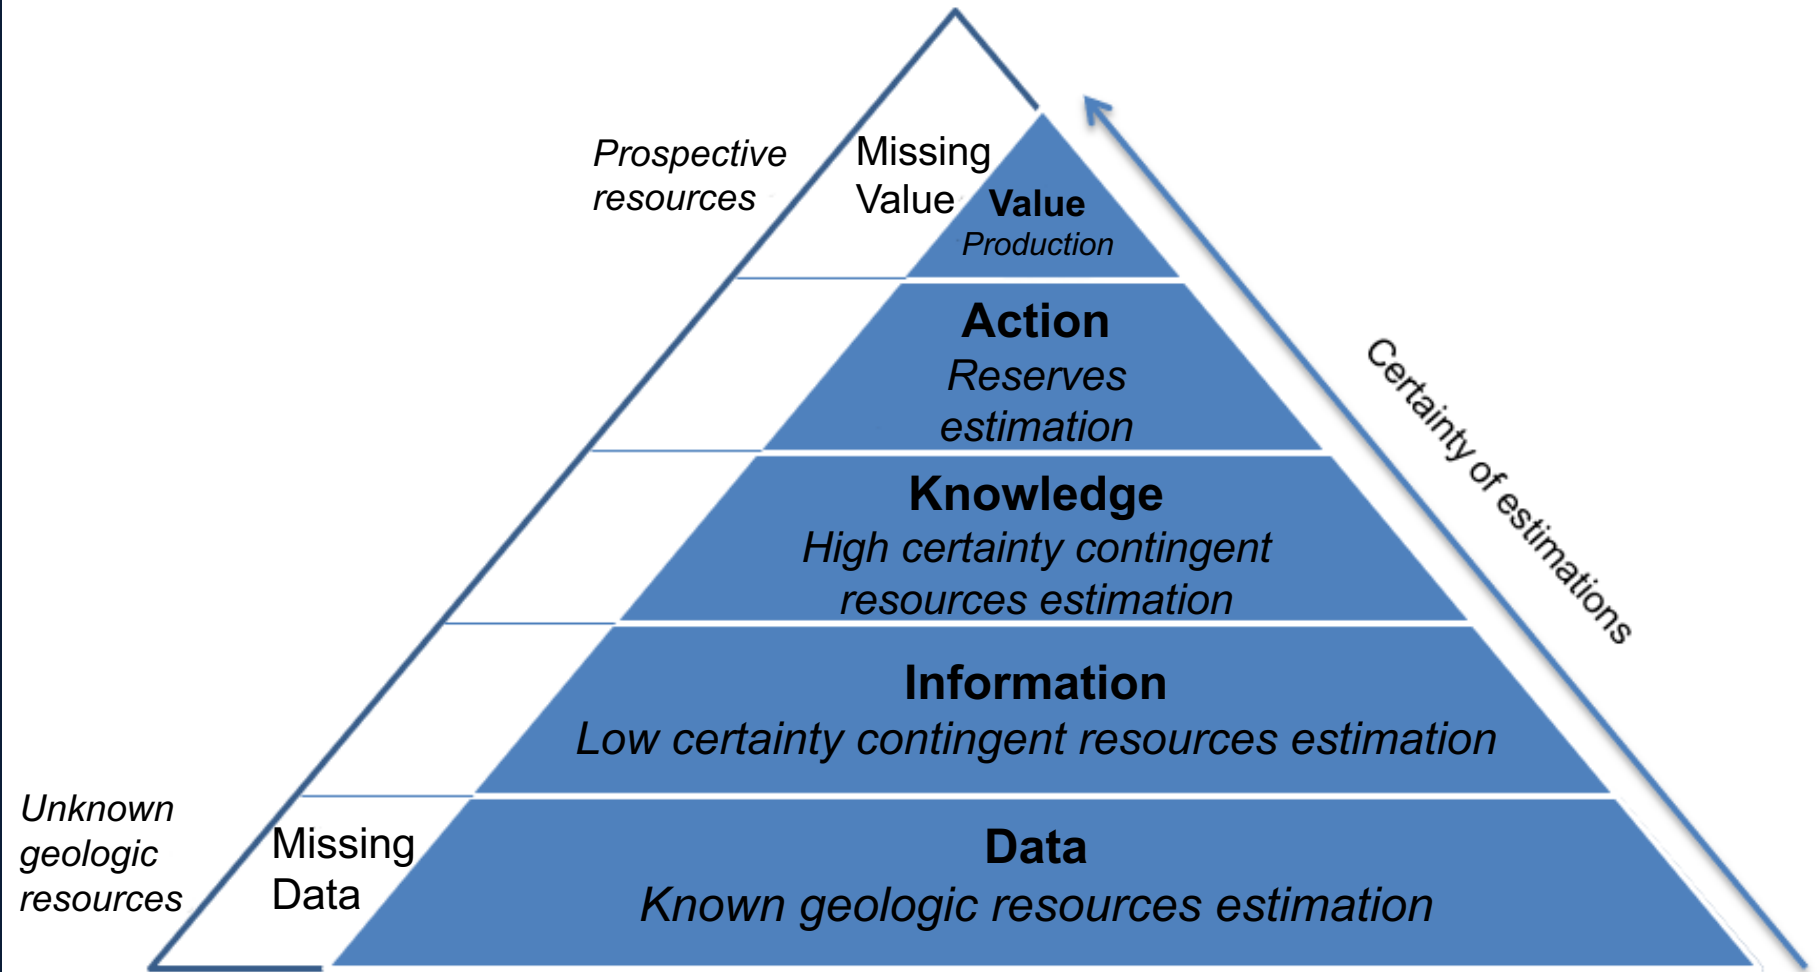 Prospective
resources
Missing
Value
Value
Production
Action
Reserves
estimation
Knowledge
High certainty contingent
resources estimation
Information
Low certainty contingent resources estimation
Unknown
geologic
resources
Missing
Data
Data
Known geologic resources estimation
Certainty of estimations